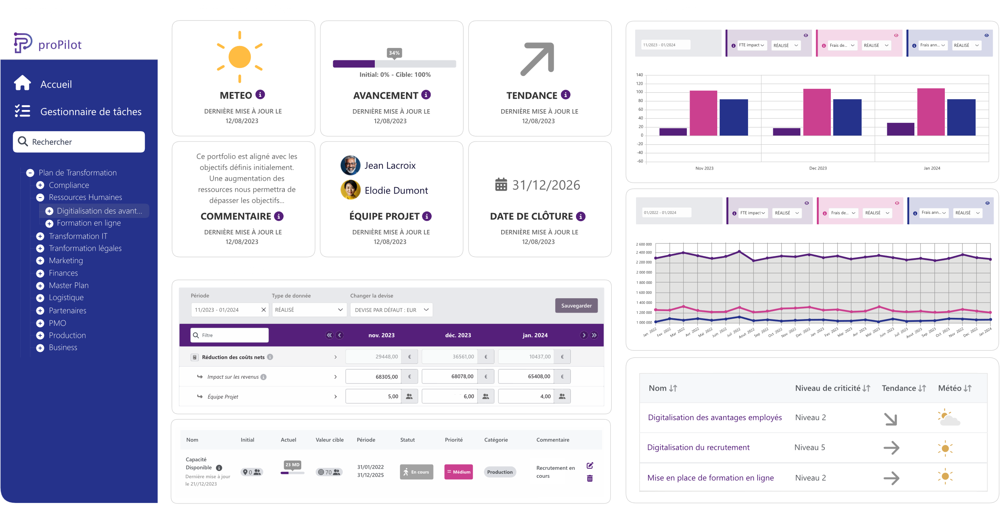 proPilot
Accueil
Gestionnaire de tâches
Rechercher
Plan de Transformation
Compliance
Ressources Humaines
Digitialisation des avant...
Formation en ligne
Transformation IT
Tranformation légales
Marketing
Finances
Master Plan
Logistique
Partenaires
PMO
Production
Business
METEO
DERNIÈRE MISE À JOUR LE
12/08/2023
34%
Initial: 0% - Cible: 100%
AVANCEMENT
DERNIÈRE MISE À JOUR LE
12/08/2023
TENDANCE
DERNIÈRE MISE À JOUR LE
12/08/2023
Ce portfolio est aligné avec les
objectifs définis initialement.
Une augmentation des
ressources nous permettra de
dépasser les objectifs...
COMMENTAIRE
DERNIÈRE MISE À JOUR LE
12/08/2023
Jean Lacroix
Elodie Dumont
ÉQUIPE PROJET
DERNIÈRE MISE À JOUR LE
12/08/2023
31/12/2026
DATE DE CLÔTURE
DERNIÈRE MISE À JOUR LE
12/08/2023
Période Type de donnée Changer la devise
11/2023 - 01/2024 RÉALISÉ DEVISE PAR DÉFAUT : EUR Sauvegarder
Filtre nov. 2023 déc. 2023 jan. 2024
Réduction des coûts nets 29448,00 € 36561,00 € 10437,00 €
Impact sur les revenus 68305,00 € 68078,00 € 65408,00 €
Équipe Projet 5,00 6,00 4,00
Nom Initial Actuel Valeur cible Période Statut Priorité Catégorie Commentaire
Capacité
Disponible
Dernière mise à jour
le 21//12/2023
0
23 MD
70
31/01/2022
31/12/2025
En cours
Médium
Production
Recrutement en
cours
11/2023 - 01/2024 FTE impact RÉALISÉ Frais de... RÉALISÉ Frais ann... RÉALISÉ
140
120
100
80
60
40
20
0
-20
-40
-60
Nov 2023 Dec 2023 Jan 2024
01/2022 - 01/2024 FTE impact RÉALISÉ Frais de... RÉALISÉ Frais ann... RÉALISÉ
2 600 000
2 400 000
2 200 000
2 000 000
1 800 000
1 600 000
1 400 000
1 200 000
1 000 000
Jan 2022 Fev 2022 Mar 2022 Avr 2022 Mai 2022 Juin 2022 Juil 2022 Aout 2022 Sep 2022 Oct 2022 Nov 2022 Dec 2022 Jan 2023 Fev 2023 Mar 2023 Avr 2023 Mai 2023 Juin 2023 Juil 2023 Aout 2023 Sep 2023 Oct 2023 Nov 2022 Dec 2022 Jan 2024
Nom Niveau de criticité Tendance Météo
Digitalisation des avantages employés Niveau 2
Digitalisation du recrutement Niveau 5
Mise en place de formation en ligne Niveau 2